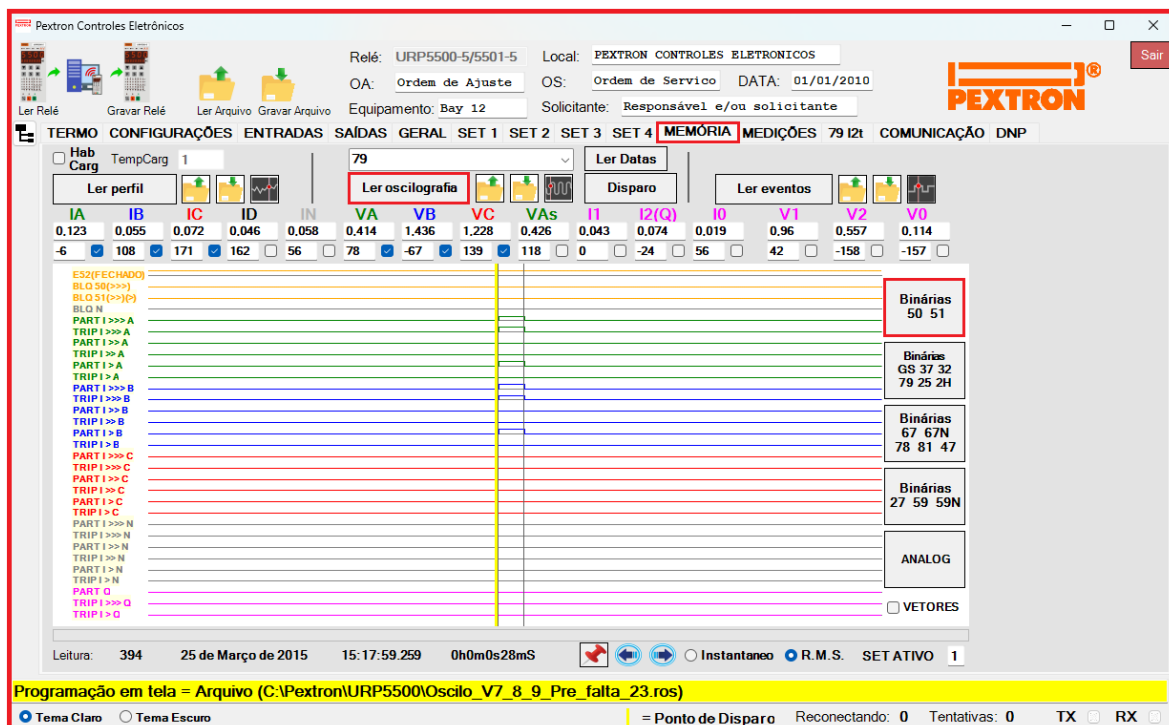 Pextron Controles Eletrônicos
Sair
Relé: URP5500-5/5501-5 Local: PEXTRON CONTROLES ELETRONICOS
OA: Ordem de Ajuste OS: Ordem de Servico DATA: 01/01/2010
Equipamento: Bay 12 Solicitante: Responsável e/ou solicitante
PEXTRON®
Ler Relé Gravar Relé Ler Arquivo Gravar Arquivo
TERMO CONFIGURAÇÕES ENTRADAS SAÍDAS GERAL SET 1 SET 2 SET 3 SET 4 MEMÓRIA MEDIÇÕES 79 I2t COMUNICAÇÃO DNP
Hab Carg TempCarg 1 79 Ler Datas
Ler perfil Ler oscilografia Disparo Ler eventos
IA IB IC ID IN VA VB VC VAs I1 I2(Q) I0 V1 V2 V0
0,123 0,055 0,072 0,046 0,058 0,414 1,436 1,228 0,426 0,043 0,074 0,019 0,96 0,557 0,114
-6 108 171 162 56 78 -67 139 118 0 -24 56 42 -158 -157
E52(FECHADO)
BLQ 50(>>>)
BLQ 51(>>)(>)
BLQ N
PART I >>> A
TRIP I >>> A
PART I >> A
TRIP I >> A
PART I > A
TRIP I > A
PART I >>> B
TRIP I >>> B
PART I >> B
TRIP I >> B
PART I > B
TRIP I > B
PART I >>> C
TRIP I >>> C
PART I >> C
TRIP I >> C
PART I > C
TRIP I > C
PART I >>> N
TRIP I >>> N
PART I >> N
TRIP I >> N
PART I > N
TRIP I > N
PART Q
TRIP I >>> Q
TRIP I > Q
Binárias
50 51
Binárias
GS 37 32
79 25 2H
Binárias
67 67N
78 81 47
Binárias
27 59 59N
ANALOG
VETORES
Leitura: 394 25 de Março de 2015 15:17:59.259 0h0m0s28mS Instantaneo R.M.S. SET ATIVO 1
Programação em tela = Arquivo (C:\Pextron\URP5500\Oscilo_V7_8_9_Pre_falta_23.ros)
Tema Claro Tema Escuro = Ponto de Disparo Reconectando: 0 Tentativas: 0 TX RX